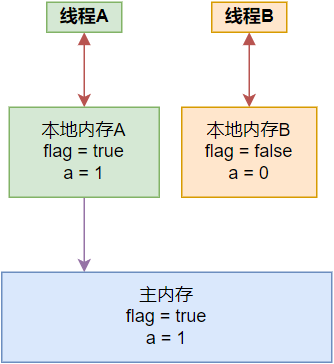 线程A
线程B
本地内存A
flag = true
a = 1
本地内存B
flag = false
a = 0
主内存
flag = true
a = 1